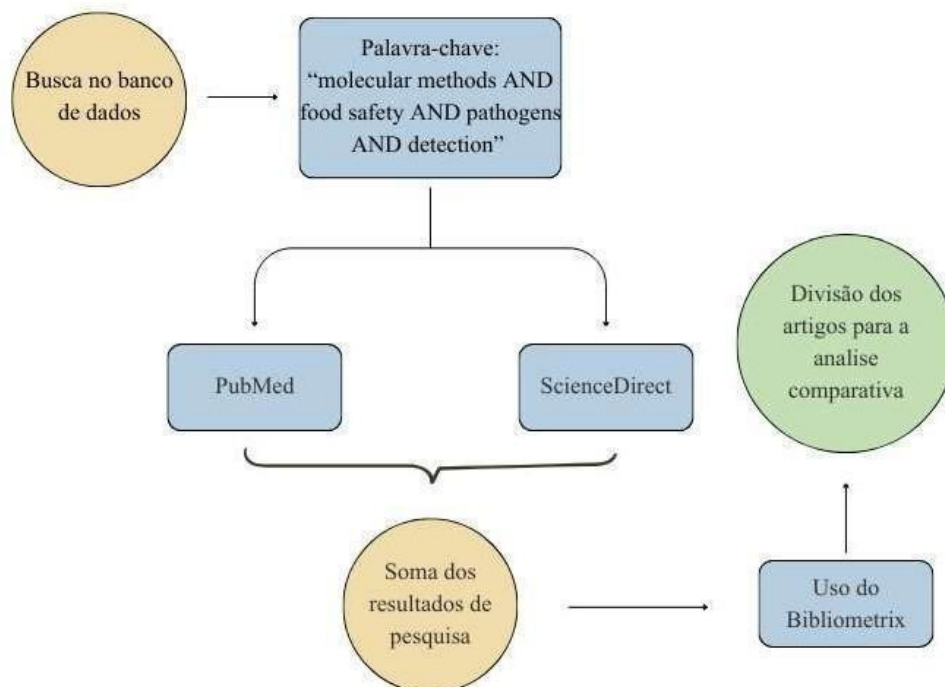 Busca no banco
de dados
Palavra-chave:
“molecular methods AND
food safety AND pathogens
AND detection”
PubMed
ScienceDirect
Divisão dos
artigos para a
analise
comparativa
Soma dos
resultados de
pesquisa
Uso do
Bibliometrix